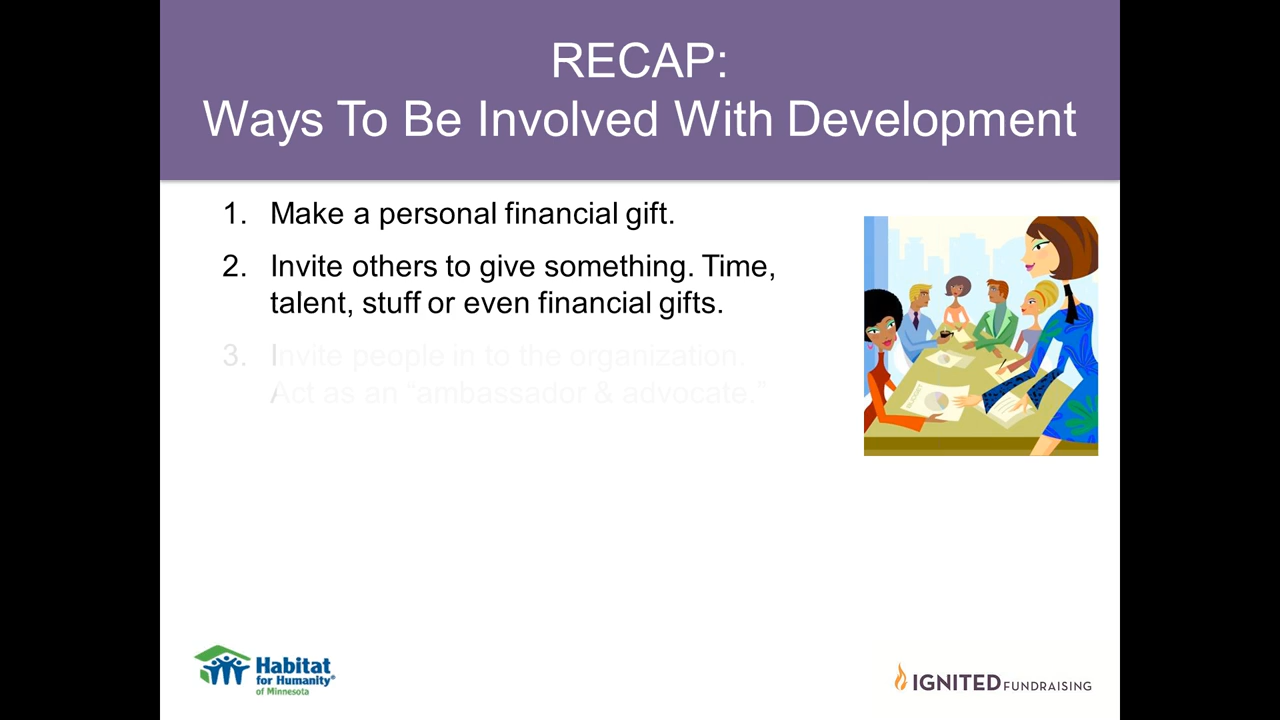 RECAP:
Ways To Be Involved With Development
1. Make a personal financial gift.
2. Invite others to give something. Time,
talent, stuff or even financial gifts.
3. Invite people in to the organization.
Act as an “ambassador & advocate.”
Habitat
for Humanity®
of Minnesota
IGNITED FUNDRAISING